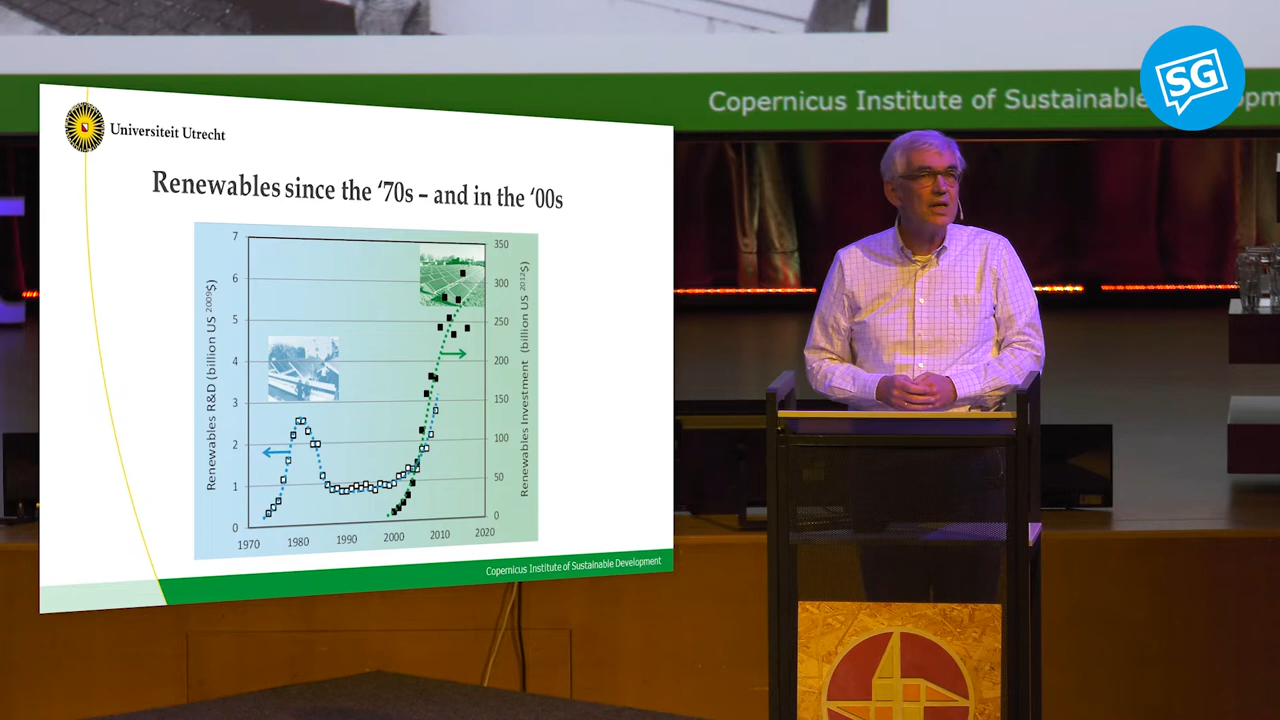 SG
Copernicus Institute of Sustainable
Universiteit Utrecht
Renewables since the ‘70s – and in the ‘00s
Renewables R&D (billion US 2009$)
7
6
5
4
3
2
1
0
350
300
250
200
150
100
50
0
Renewables Investment (billion US 2012$)
1970 1980 1990 2000 2010 2020
Copernicus Institute of Sustainable Development